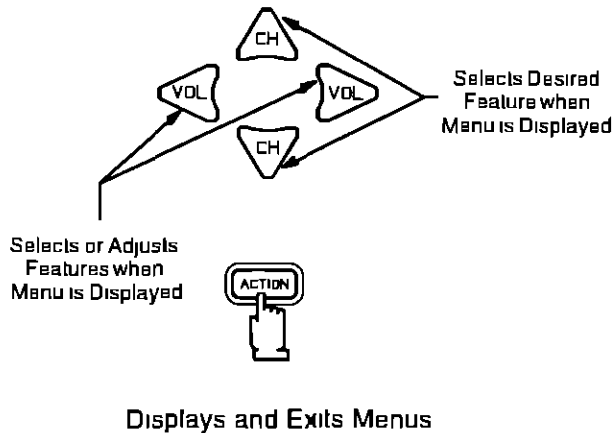 CH
VOL
VOL
CH
Selects Desired
Feature when
Menu is Displayed
Selects or Adjusts
Features when
Menu is Displayed
ACTION
Displays and Exits Menus